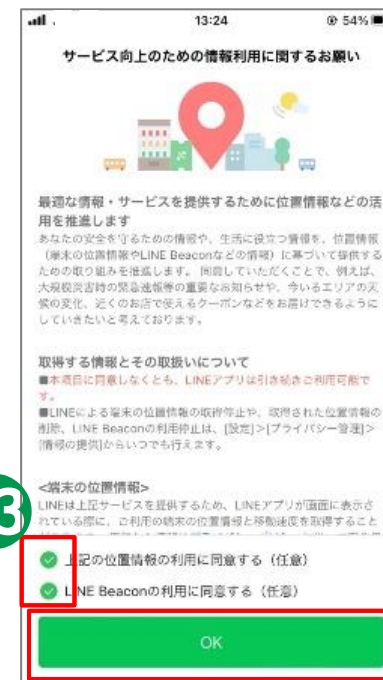 13:24
54%
サービス向上のための情報利用に関するお願い
最適な情報・サービスを提供するために位置情報などの活
用を推進します
あなたの安全を守るための情報や、生活に役立つ情報を、位置情報
（端末の位置情報やLINE Beaconなどの情報）に基づいて提供する
ための取り組みを推進します。 同意していただくことで、例えば、
大規模災害時の緊急速報等の重要なお知らせや、今いるエリアの天
候の変化、近くのお店で使えるクーポンなどをお届けできるように
していきたいと考えております。
取得する情報とその取扱いについて
■本項目に同意しなくとも、LINEアプリは引き続きご利用可能で
す。
■LINEによる端末の位置情報の取得停止や、取得された位置情報の
削除、LINE Beaconの利用停止は、[設定]＞[プライバシー管理]＞
[情報の提供]からいつでも行えます。
<端末の位置情報>
LINEは上記サービスを提供するため、LINEアプリが画面に表示さ
れている際に、ご利用の端末の位置情報と移動速度を取得すること
3
上記の位置情報の利用に同意する（任意）
LINE Beaconの利用に同意する（任意）
OK